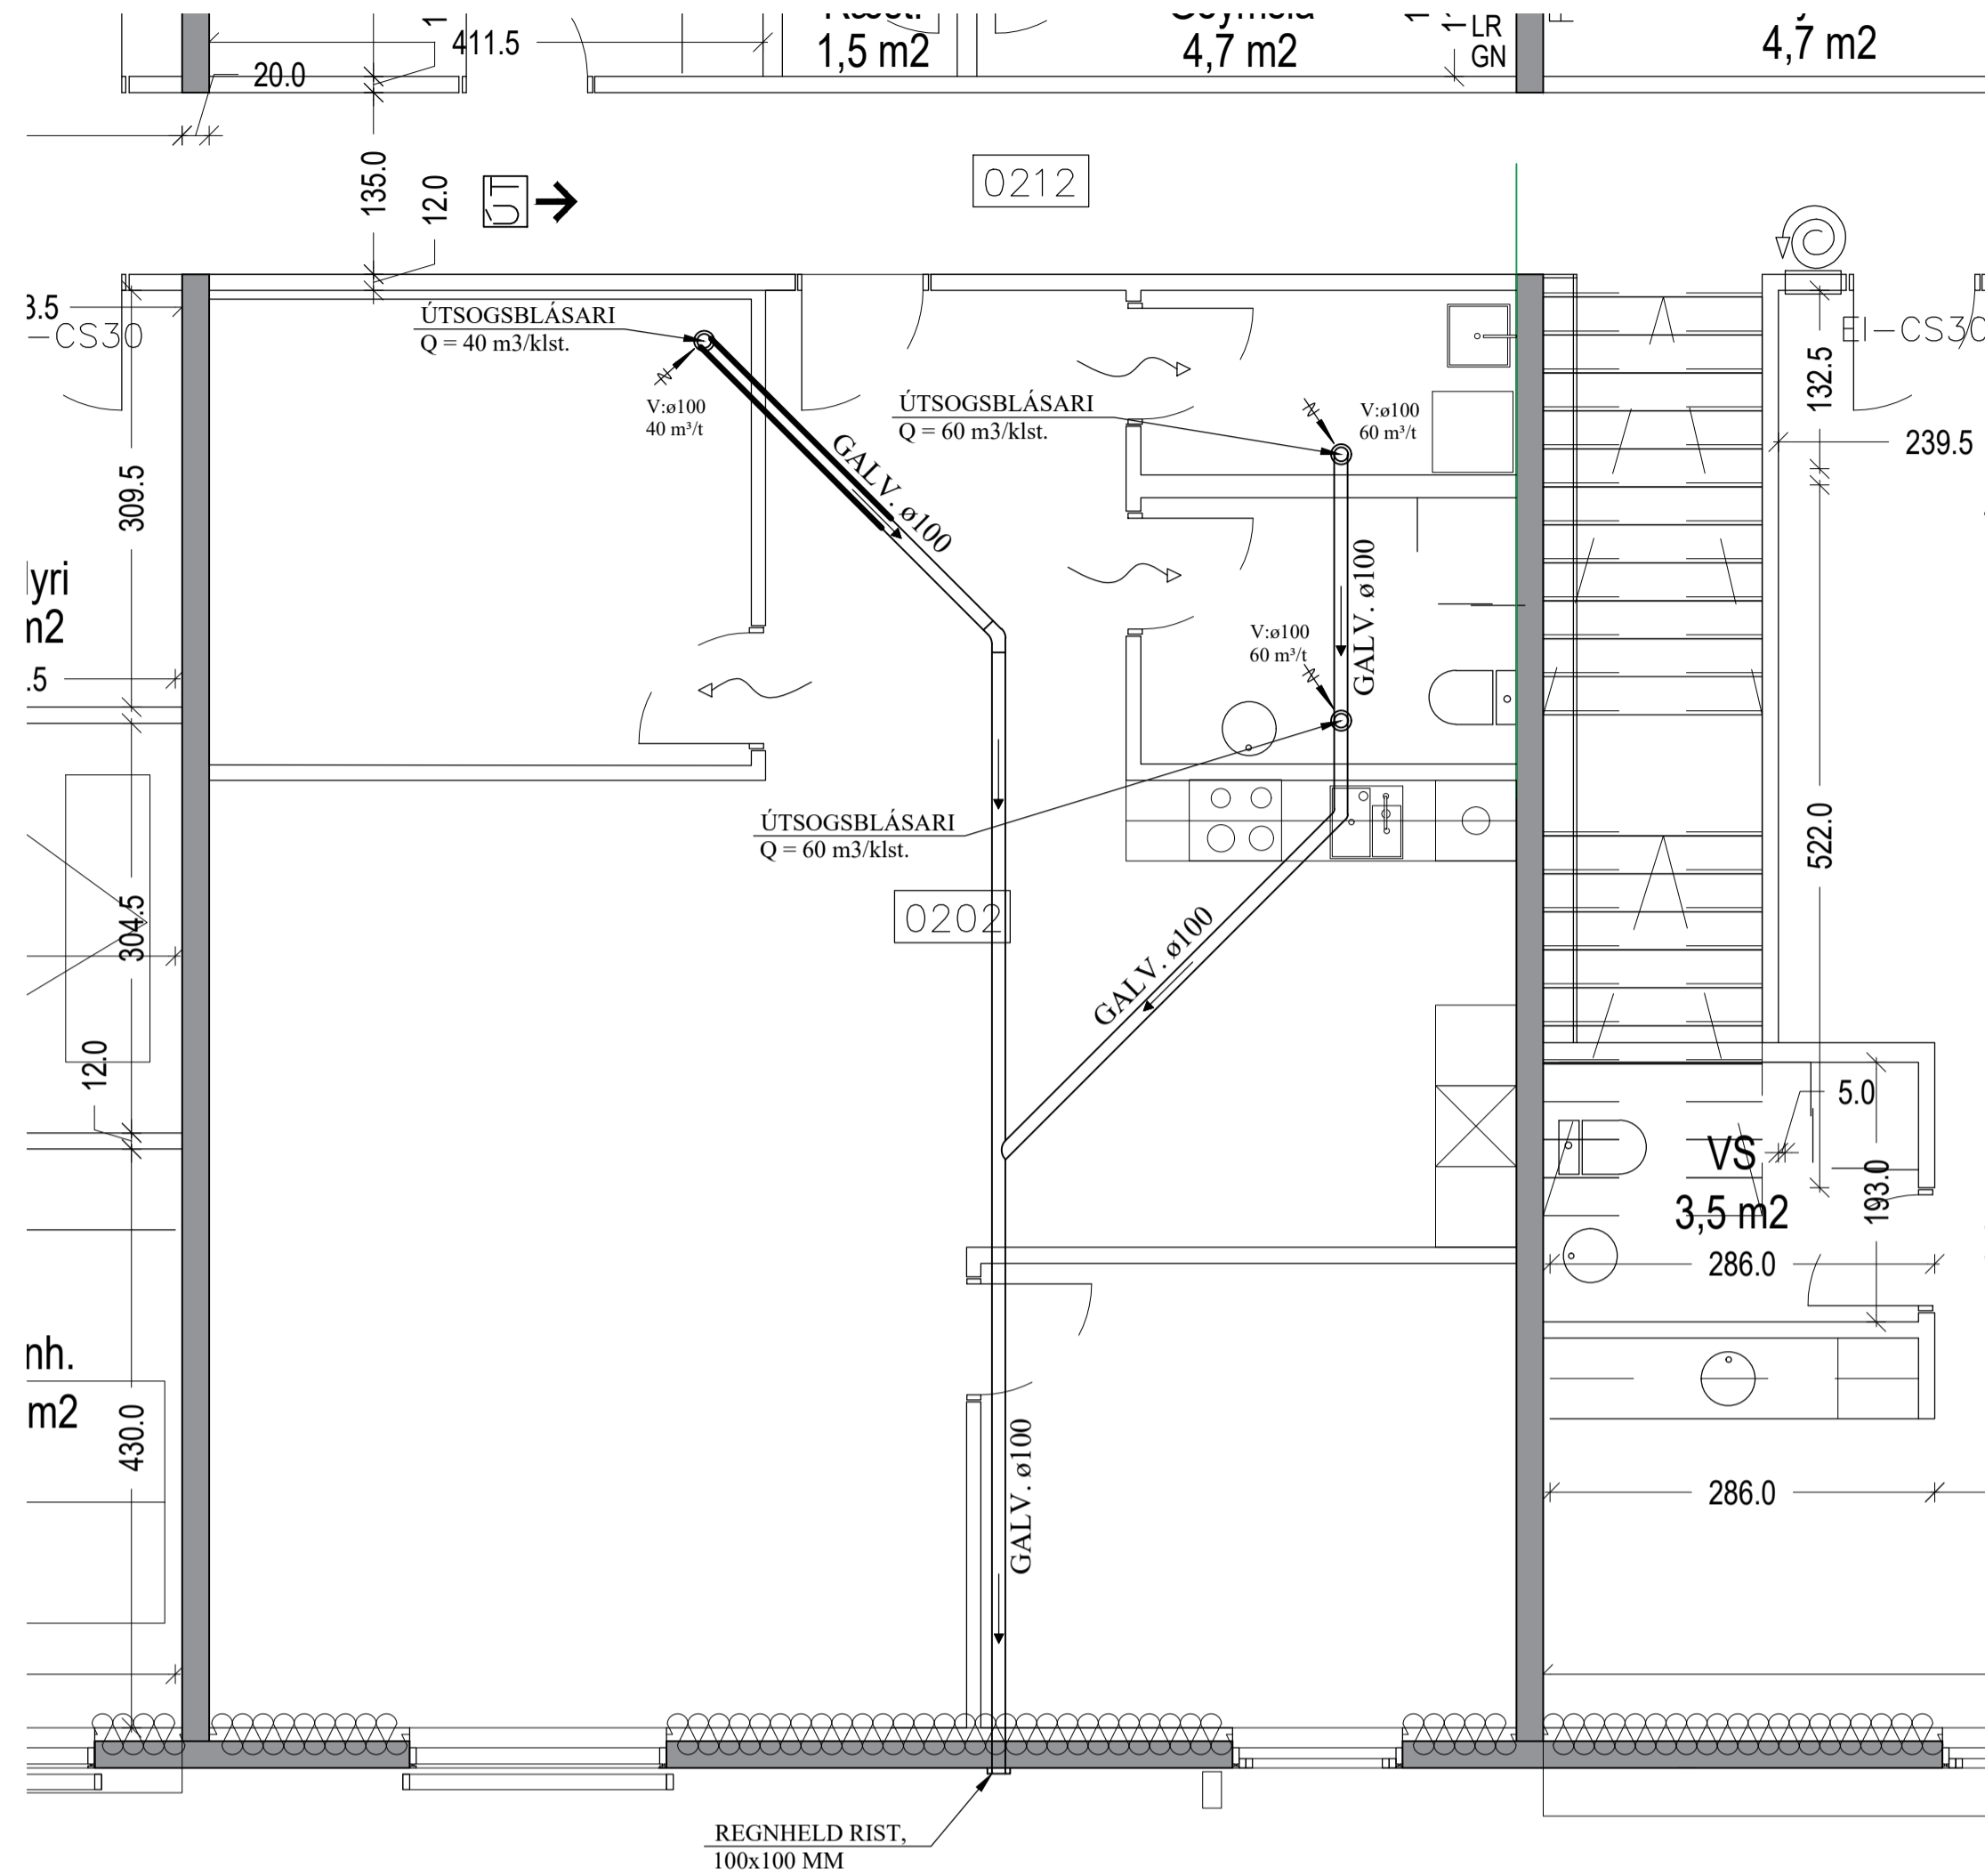 411.5
1,5 m2
4,7 m2
LR
GN
4,7 m2
20.0
135.0
12.0
ÚT
0212
3.5
-CS30
ÚTSOGSBLÁSARI
Q = 40 m3/klst.
V:ø100
40 m³/t
ÚTSOGSBLÁSARI
Q = 60 m3/klst.
V:ø100
60 m³/t
EI-CS30
132.5
239.5
309.5
GALV. ø100
GALV. ø100
yri
m2
.5
V:ø100
60 m³/t
ÚTSOGSBLÁSARI
Q = 60 m3/klst.
522.0
0202
304.5
GALV. ø100
12.0
5.0
VS
3,5 m2
193.0
286.0
nh.
m2
430.0
GALV. ø100
286.0
REGNHELD RIST,
100x100 MM